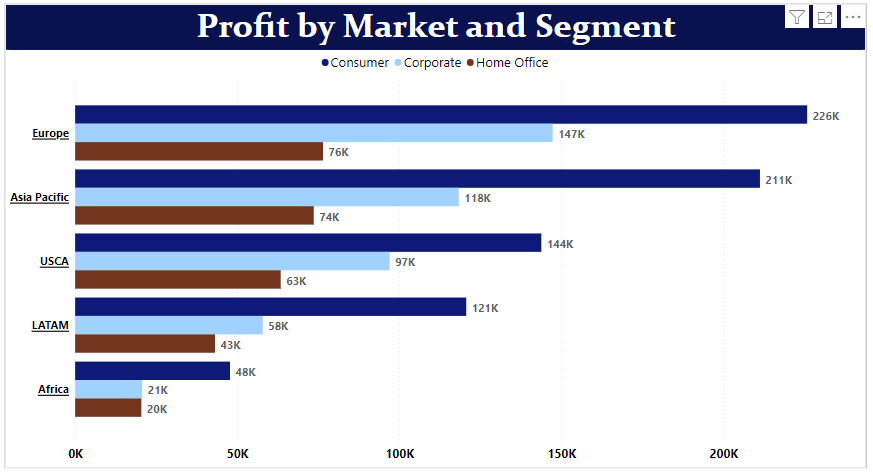 Profit by Market and Segment
Consumer Corporate Home Office
Europe
226K
147K
76K
Asia Pacific
211K
118K
74K
USCA
144K
97K
63K
LATAM
121K
58K
43K
Africa
48K
21K
20K
0K 50K 100K 150K 200K